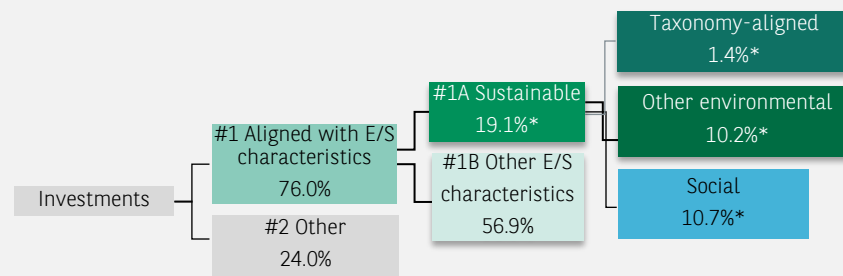 Taxonomy-aligned
1.4%*
#1A Sustainable
19.1%*
Other environmental
10.2%*
#1 Aligned with E/S
characteristics
76.0%
#1B Other E/S
characteristics
56.9%
Social
10.7%*
Investments
#2 Other
24.0%